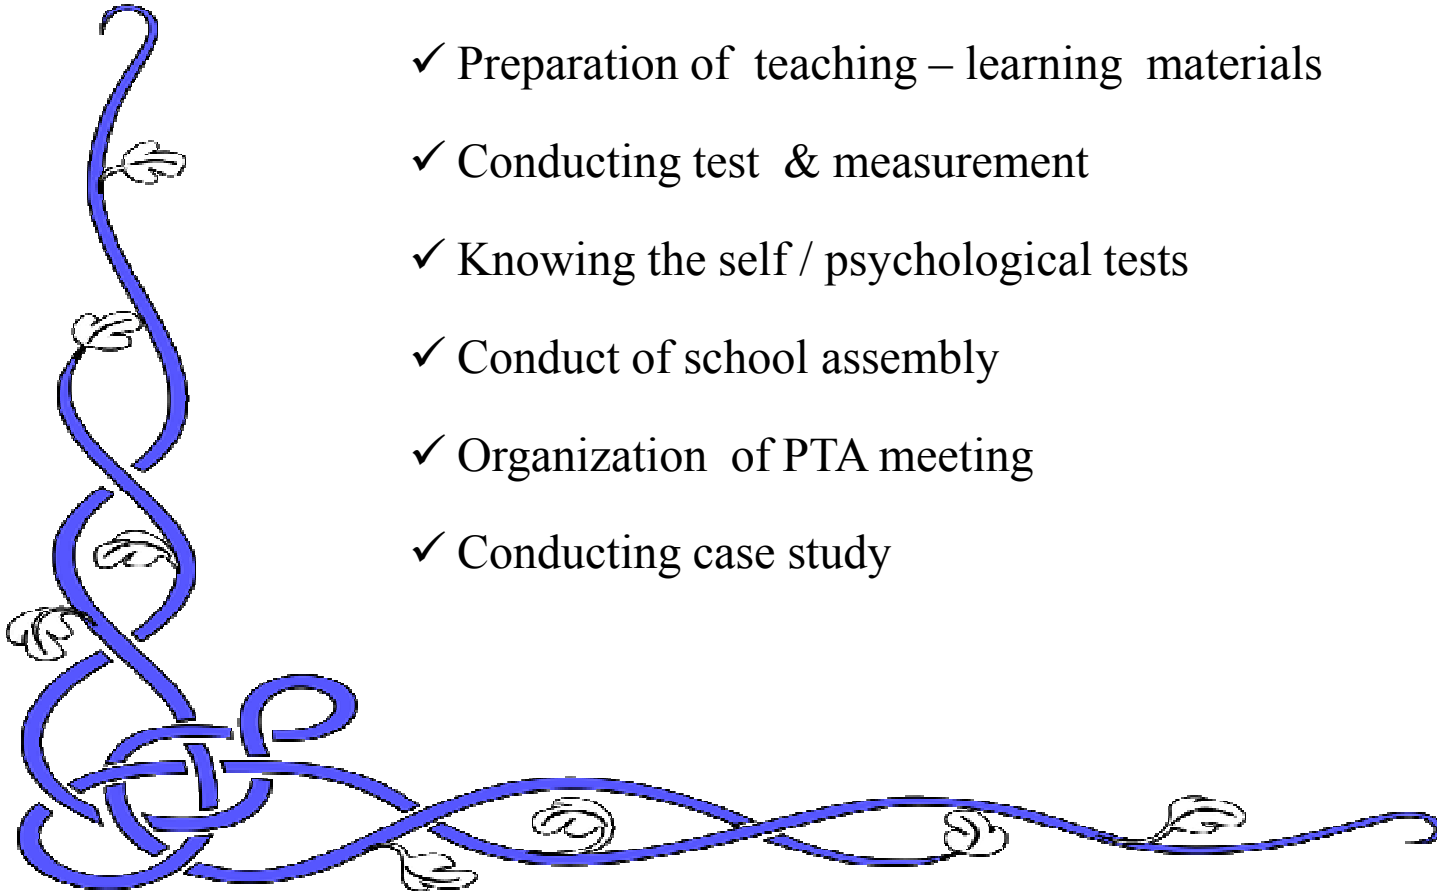 ✓ Preparation of teaching – learning materials
✓ Conducting test & measurement
✓ Knowing the self / psychological tests
✓ Conduct of school assembly
✓ Organization of PTA meeting
✓ Conducting case study